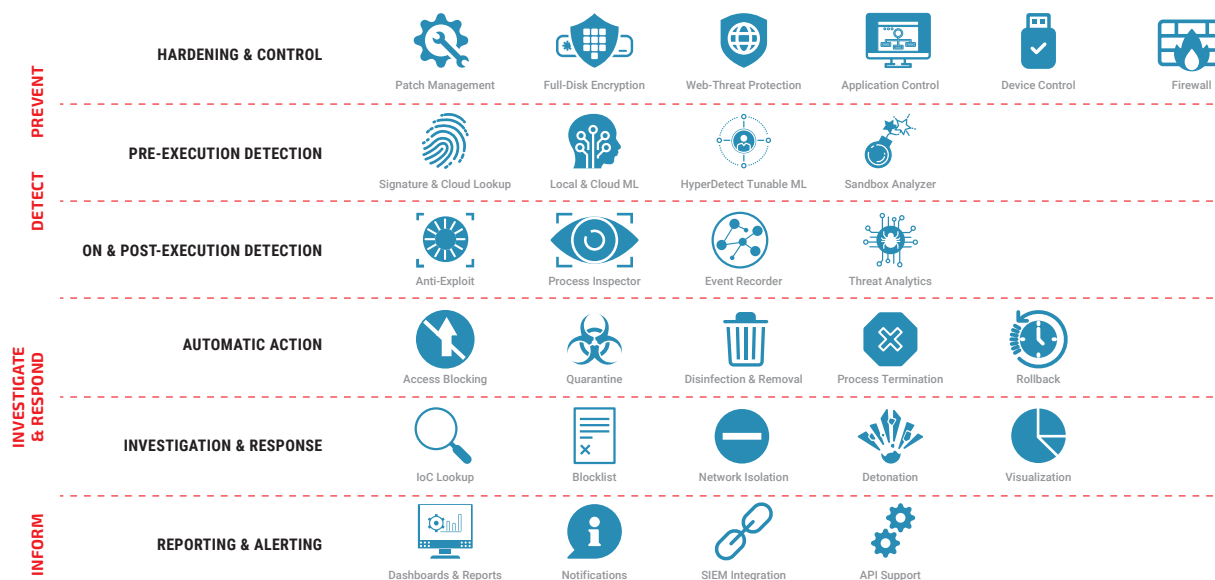 PREVENT
HARDENING & CONTROL
Patch Management
Full-Disk Encryption
Web-Threat Protection
Application Control
Device Control
Firewall
PRE-EXECUTION DETECTION
Signature & Cloud Lookup
Local & Cloud ML
HyperDetect Tunable ML
Sandbox Analyzer
DETECT
ON & POST-EXECUTION DETECTION
Anti-Exploit
Process Inspector
Event Recorder
Threat Analytics
INVESTIGATE
& RESPOND
AUTOMATIC ACTION
Access Blocking
Quarantine
Disinfection & Removal
Process Termination
Rollback
INVESTIGATION & RESPONSE
IoC Lookup
Blocklist
Network Isolation
Detonation
Visualization
INFORM
REPORTING & ALERTING
Dashboards & Reports
Notifications
SIEM Integration
API Support